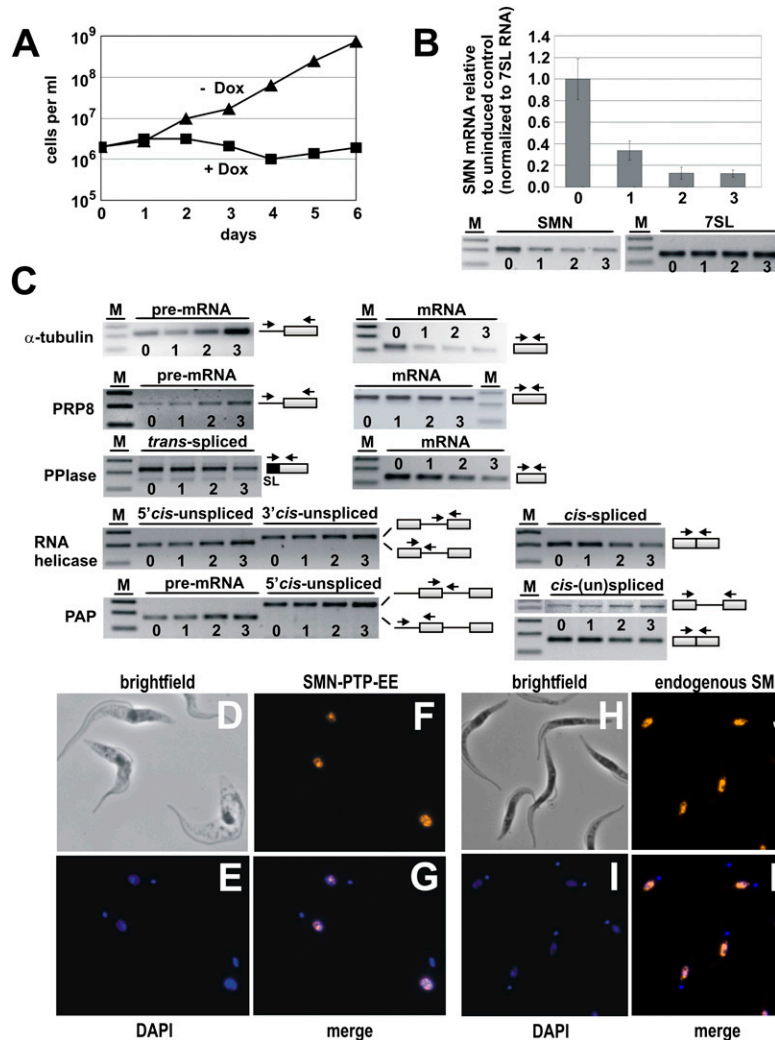 A
cells per ml
10⁹
10⁸
10⁷
10⁶
10⁵
- Dox
+ Dox
0 1 2 3 4 5 6
days
B
SMN mRNA relative
to uninduced control
(normalized to 7SL RNA)
1.4
1.2
1.0
0.8
0.6
0.4
0.2
0.0
0 1 2 3
M SMN M 7SL
0 1 2 3 0 1 2 3
C
M pre-mRNA M mRNA
α-tubulin
0 1 2 3 0 1 2 3
M pre-mRNA mRNA M
PRP8
0 1 2 3 0 1 2 3
M trans-spliced M mRNA
PPlase
0 1 2 3 0 1 2 3
SL
M 5'cis-unspliced 3'cis-unspliced M cis-spliced
RNA
helicase
0 1 2 3 0 1 2 3 0 1 2 3
M pre-mRNA 5'cis-unspliced M cis-(un)spliced
PAP
0 1 2 3 0 1 2 3 0 1 2 3
brightfield SMN-PTP-EE brightfield endogenous
D F H
E G I
DAPI merge DAPI merge